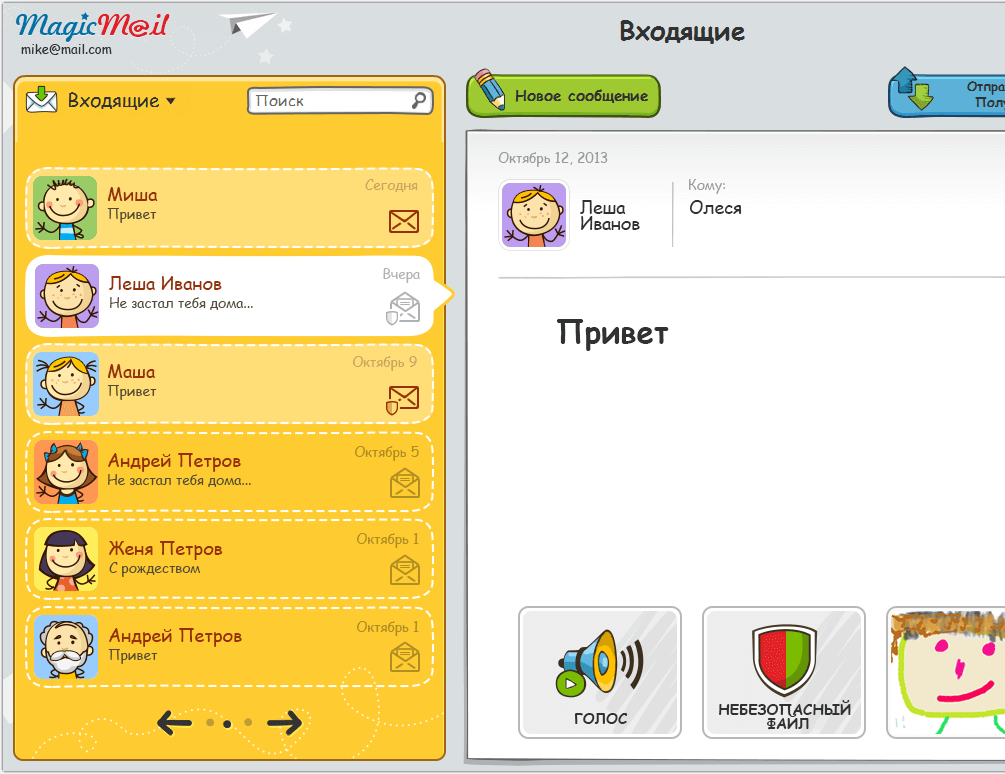 MagicMail
mike@mail.com
Входящие
Входящие
Поиск
Новое сообщение
Сегодня
Миша
Привет
Вчера
Леша Иванов
Не застал тебя дома...
Октябрь 9
Маша
Привет
Октябрь 5
Андрей Петров
Не застал тебя дома...
Октябрь 1
Женя Петров
С рождеством
Октябрь 1
Андрей Петров
Привет
Октябрь 12, 2013
Леша
Иванов
Кому:
Олеся
Привет
ГОЛОС
НЕБЕЗОПАСНЫЙ
ФАЙЛ